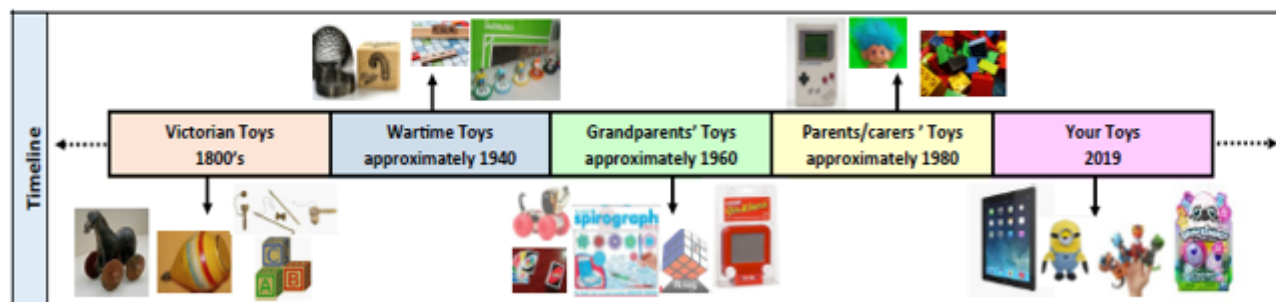 Timeline
Victorian Toys
1800's
Wartime Toys
approximately 1940
Grandparents' Toys
approximately 1960
Parents/carers ' Toys
approximately 1980
Your Toys
2019
spirograph
C
A
B